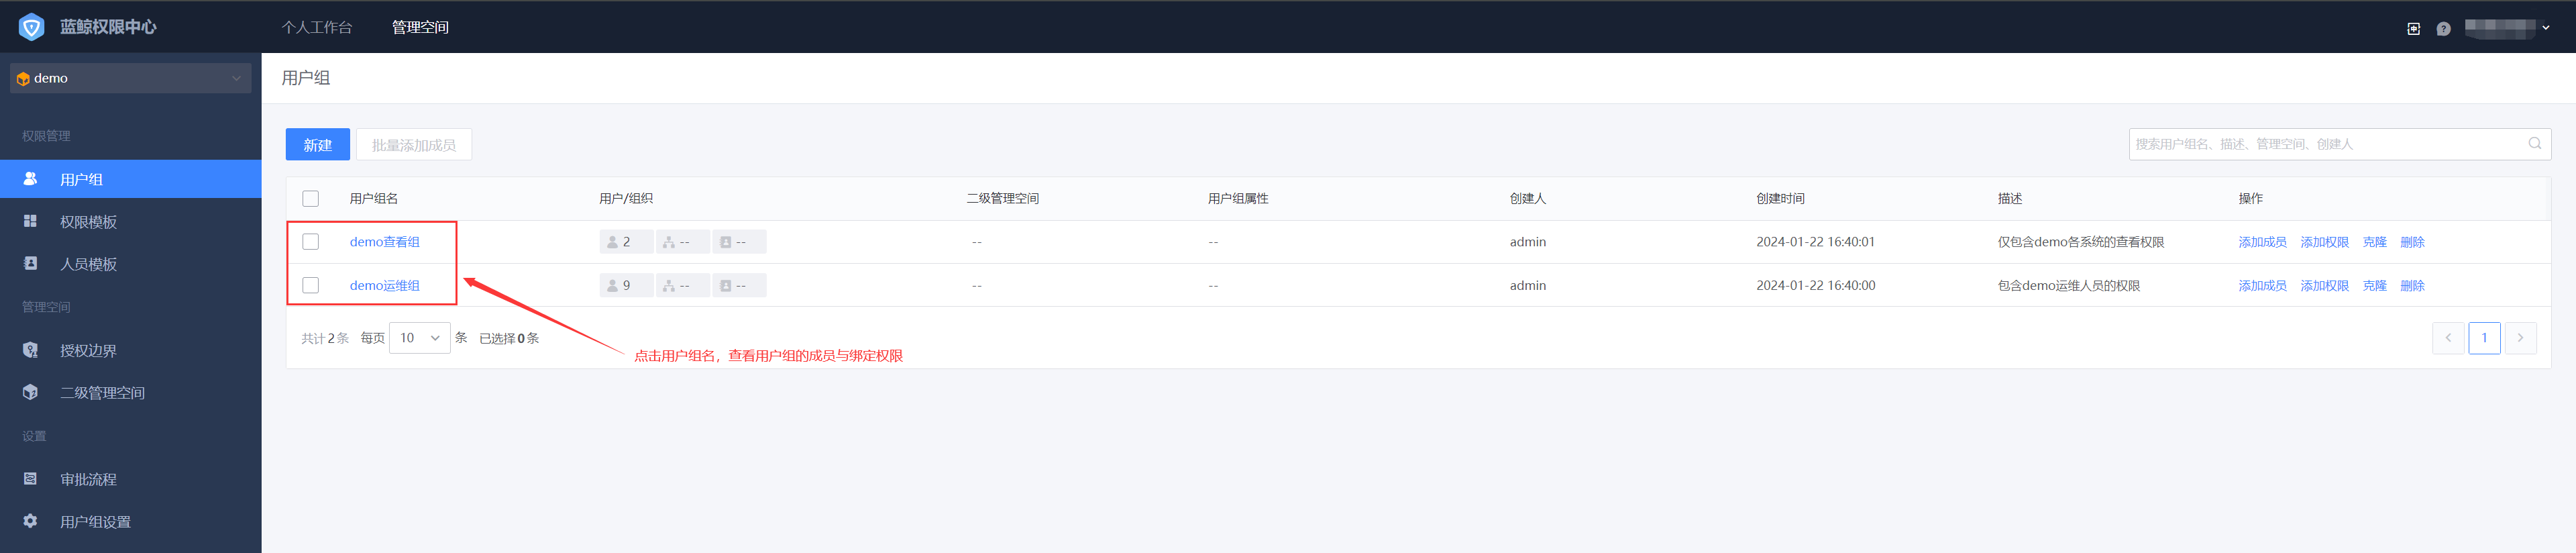 蓝鲸权限中心 个人工作台 管理空间
demo
用户组
权限管理
新建 批量添加成员 搜索用户组名、描述、管理空间、创建人
用户组
权限模板
人员模板
管理空间
授权边界
二级管理空间
设置
审批流程
用户组设置
用户组名 用户/组织 二级管理空间 用户组属性 创建人 创建时间 描述 操作
demo查看组 2 -- -- -- -- admin 2024-01-22 16:40:01 仅包含demo各系统的查看权限 添加成员 添加权限 克隆 删除
demo运维组 9 -- -- -- -- admin 2024-01-22 16:40:00 包含demo运维人员的权限 添加成员 添加权限 克隆 删除
共计2条 每页 10 条 已选择0条 1
点击用户组名，查看用户组的成员与绑定权限